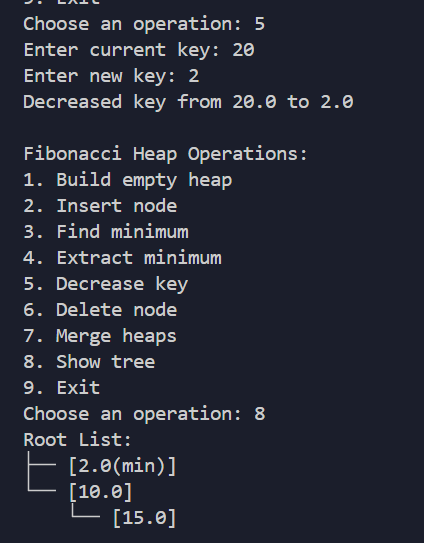 9. Exit
Choose an operation: 5
Enter current key: 20
Enter new key: 2
Decreased key from 20.0 to 2.0

Fibonacci Heap Operations:
1. Build empty heap
2. Insert node
3. Find minimum
4. Extract minimum
5. Decrease key
6. Delete node
7. Merge heaps
8. Show tree
9. Exit
Choose an operation: 8
Root List:
├── [2.0(min)]
└── [10.0]
    └── [15.0]